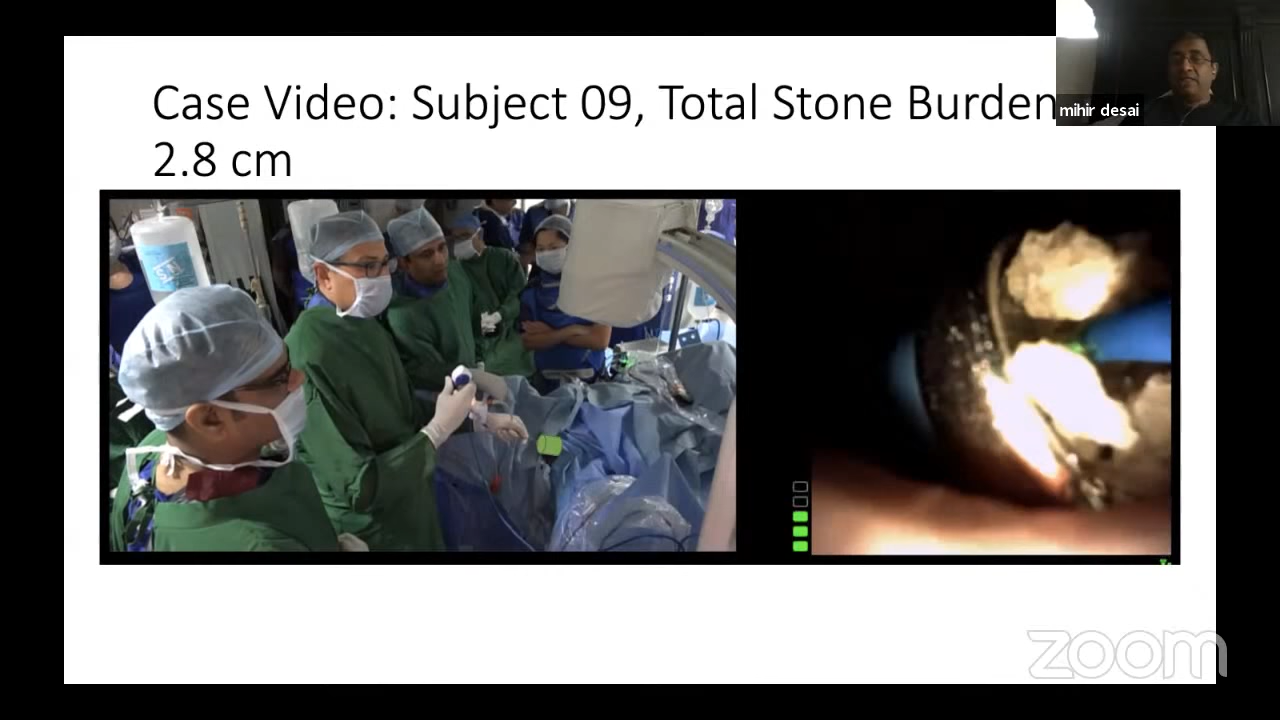 Case Video: Subject 09, Total Stone Burden
2.8 cm
mihir desai
zoom